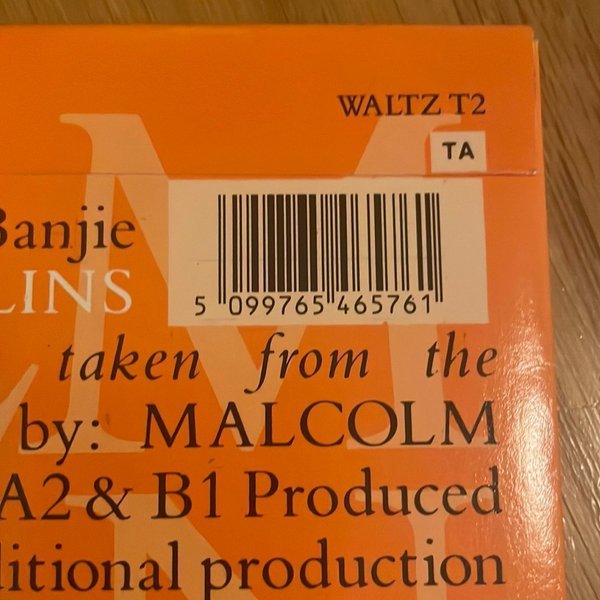 WALTZ T2
TA
Banjie
LINS
5 099765 465761
taken from the
by: MALCOLM
A2 & B1 Produced
ditional production